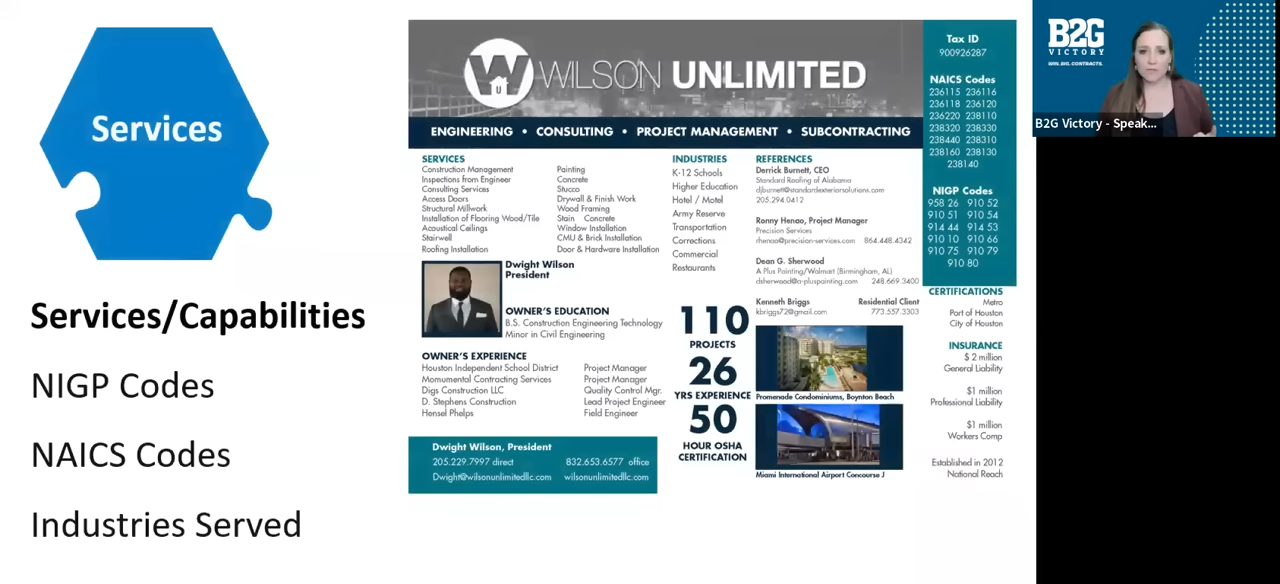 Services
Services/Capabilities
NIGP Codes
NAICS Codes
Industries Served
W
WILSON UNLIMITED
ENGINEERING • CONSULTING • PROJECT MANAGEMENT • SUBCONTRACTING
SERVICES
Construction Management
Inspections from Engineer
Consulting Services
Access Doors
Structural Millwork
Installation of Flooring Wood/Tile
Acoustical Ceilings
Stairwell
Roofing Installation
Painting
Concrete
Stucco
Drywall & Finish Work
Wood Framing
Stain Concrete
Window Installation
CMU & Brick Installation
Door & Hardware Installation
INDUSTRIES
K-12 Schools
Higher Education
Hotel / Motel
Army Reserve
Transportation
Corrections
Commercial
Restaurants
REFERENCES
Derrick Burnett, CEO
Standard Roofing of Alabama
djburnett@standardexteriorsolutions.com
205.294.0412
Ronny Henao, Project Manager
Precision Services
rhenao@precision-services.com 864.448.4342
Dean G. Sherwood
A Plus Painting/Walmart (Birmingham, AL)
dsherwood@a-pluspainting.com 248.669.3400
Kenneth Briggs Residential Client
kbriggs72@gmail.com 773.557.3303
Dwight Wilson
President
OWNER'S EDUCATION
B.S. Construction Engineering Technology
Minor in Civil Engineering
OWNER'S EXPERIENCE
Houston Independent School District Project Manager
Momumental Contracting Services Project Manager
Digs Construction LLC Quality Control Mgr.
D. Stephens Construction Lead Project Engineer
Hensel Phelps Field Engineer
110
PROJECTS
26
YRS EXPERIENCE
50
HOUR OSHA
CERTIFICATION
Promenade Condominiums, Boynton Beach
Miami International Airport Concourse J
Dwight Wilson, President
205.229.7997 direct 832.653.6577 office
Dwight@wilsonunlimitedllc.com wilsonunlimitedllc.com
Tax ID
900926287
NAICS Codes
236115 236116
236118 236120
236220 238110
238320 238330
238440 238310
238160 238130
238140
NIGP Codes
958 26 910 52
910 51 910 54
914 44 914 53
910 10 910 66
910 75 910 79
910 80
CERTIFICATIONS
Metro
Port of Houston
City of Houston
INSURANCE
$ 2 million
General Liability
$1 million
Professional Liability
$1 million
Workers Comp
Established in 2012
National Reach
B2G
VICTORY
WIN. BIG. CONTRACTS.
B2G Victory - Speak...